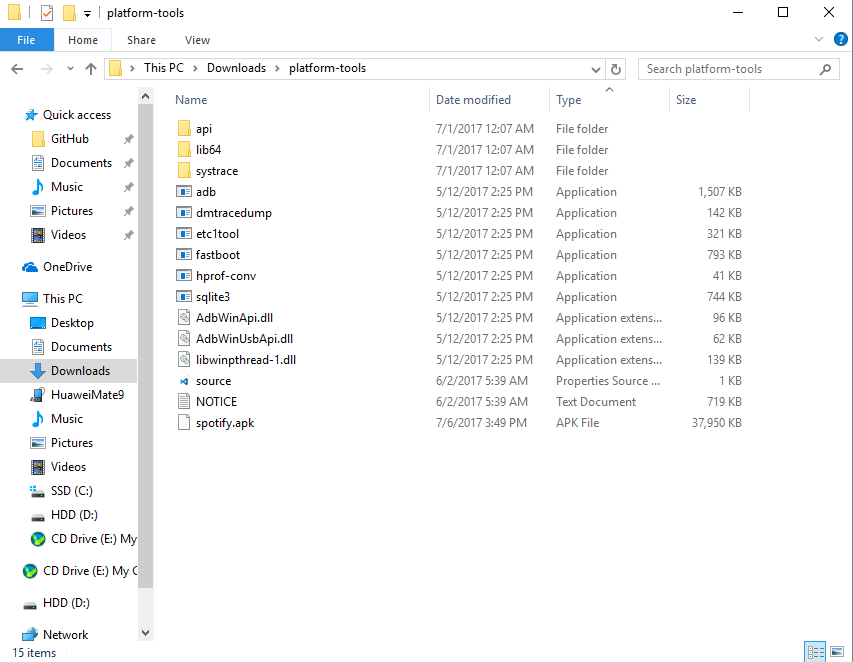 platform-tools
File Home Share View
This PC Downloads platform-tools Search platform-tools
Name Date modified Type Size
Quick access
GitHub
Documents
Music
Pictures
Videos
OneDrive
This PC
Desktop
Documents
Downloads
HuaweiMate9
Music
Pictures
Videos
SSD (C:)
HDD (D:)
CD Drive (E:) My
CD Drive (E:) My C
HDD (D:)
Network
api 7/1/2017 12:07 AM File folder
lib64 7/1/2017 12:07 AM File folder
systrace 7/1/2017 12:07 AM File folder
adb 5/12/2017 2:25 PM Application 1,507 KB
dmtracedump 5/12/2017 2:25 PM Application 142 KB
etc1tool 5/12/2017 2:25 PM Application 321 KB
fastboot 5/12/2017 2:25 PM Application 793 KB
hprof-conv 5/12/2017 2:25 PM Application 41 KB
sqlite3 5/12/2017 2:25 PM Application 744 KB
AdbWinApi.dll 5/12/2017 2:25 PM Application extens... 96 KB
AdbWinUsbApi.dll 5/12/2017 2:25 PM Application extens... 62 KB
libwinpthread-1.dll 5/12/2017 2:25 PM Application extens... 139 KB
source 6/2/2017 5:39 AM Properties Source ... 1 KB
NOTICE 6/2/2017 5:39 AM Text Document 719 KB
spotify.apk 7/6/2017 3:49 PM APK File 37,950 KB
15 items